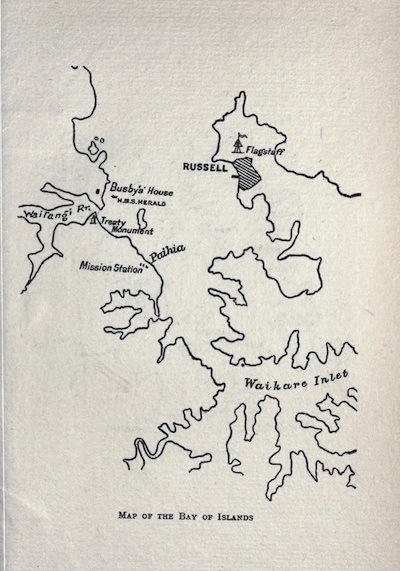 Flagstaff
RUSSELL
Busby's House
H.M.S. HERALD
Waitangi Rr.
Treaty
Monument
Paihia
Mission Station
Waikare Inlet
MAP OF THE BAY OF ISLANDS